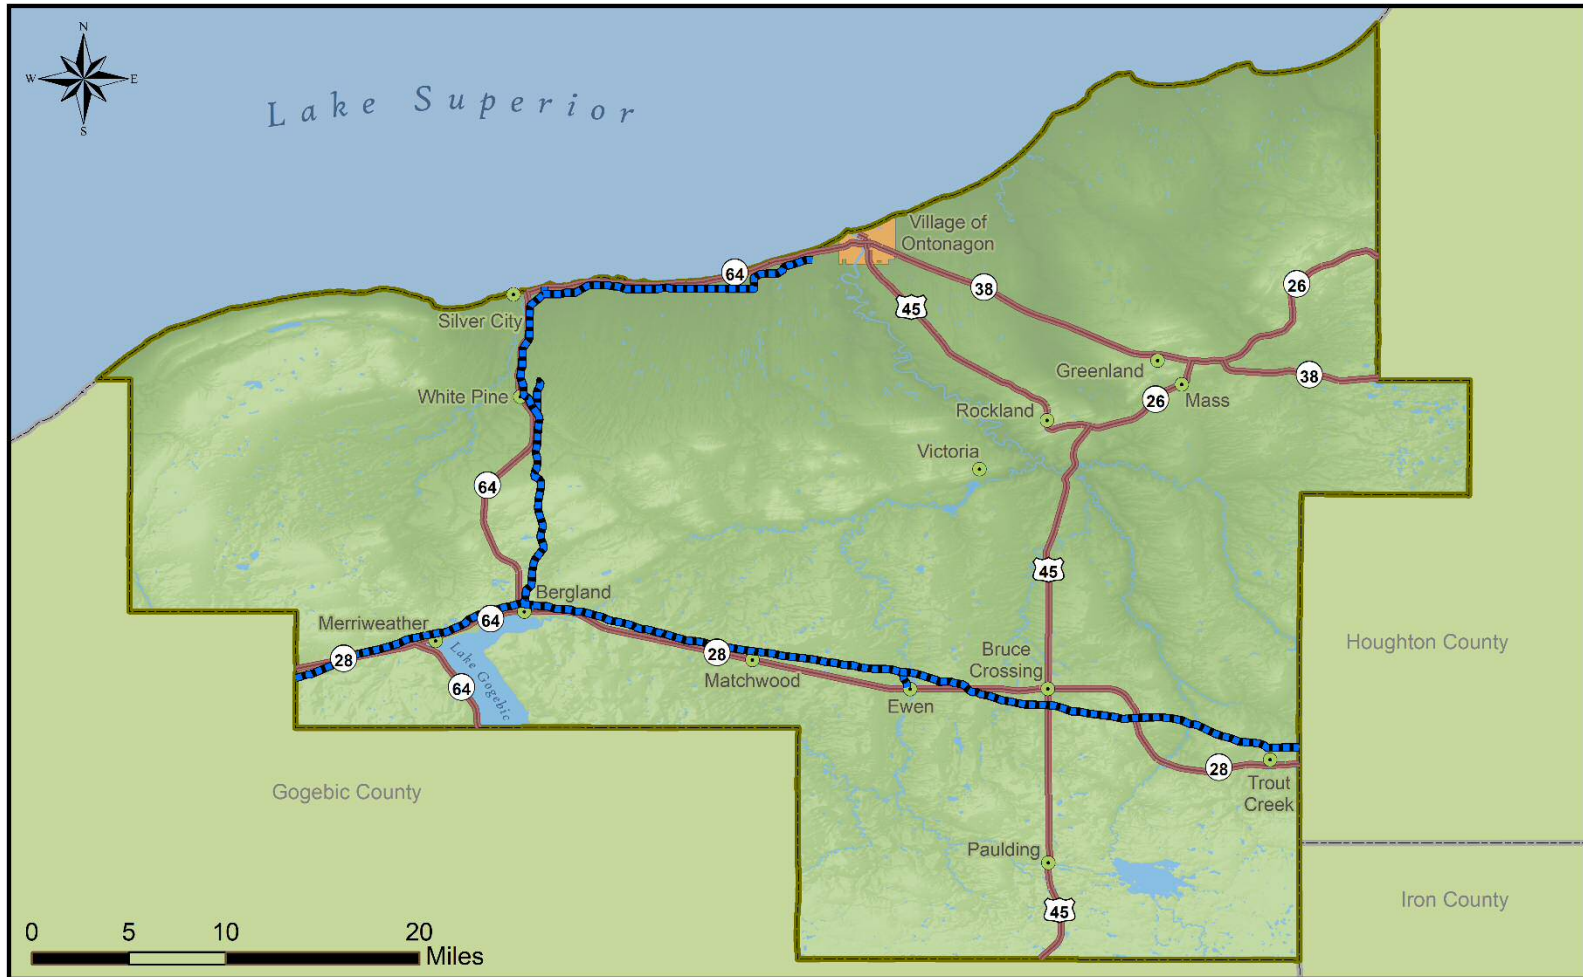 N
W
E
S
Lake Superior
Village of
Ontonagon
64
38
26
45
Silver City
Greenland
38
White Pine
26
Mass
Rockland
Victoria
64
45
Bergland
Merriweather
64
28
28
Matchwood
Bruce
Crossing
Houghton County
Lake Gogebic
64
Ewen
28
Trout
Creek
Gogebic County
Paulding
45
Iron County
0
5
10
20
Miles